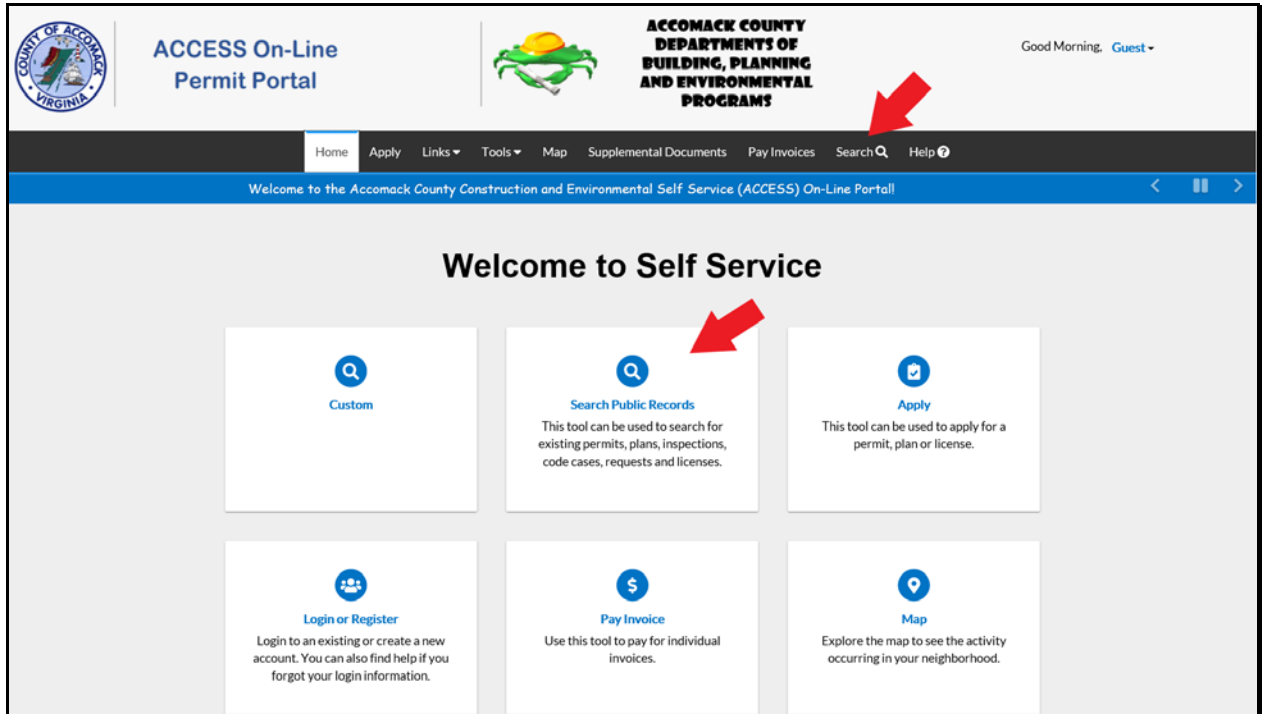 COUNTY OF ACCOMACK
VIRGINIA
ACCESS On-Line
Permit Portal
ACCOMACK COUNTY
DEPARTMENTS OF
BUILDING, PLANNING
AND ENVIRONMENTAL
PROGRAMS
Good Morning, Guest
Home Apply Links Tools Map Supplemental Documents Pay Invoices Search Help
Welcome to the Accomack County Construction and Environmental Self Service (ACCESS) On-Line Portal!
Welcome to Self Service
Custom
Search Public Records
This tool can be used to search for
existing permits, plans, inspections,
code cases, requests and licenses.
Apply
This tool can be used to apply for a
permit, plan or license.
Login or Register
Login to an existing or create a new
account. You can also find help if you
forgot your login information.
Pay Invoice
Use this tool to pay for individual
invoices.
Map
Explore the map to see the activity
occurring in your neighborhood.